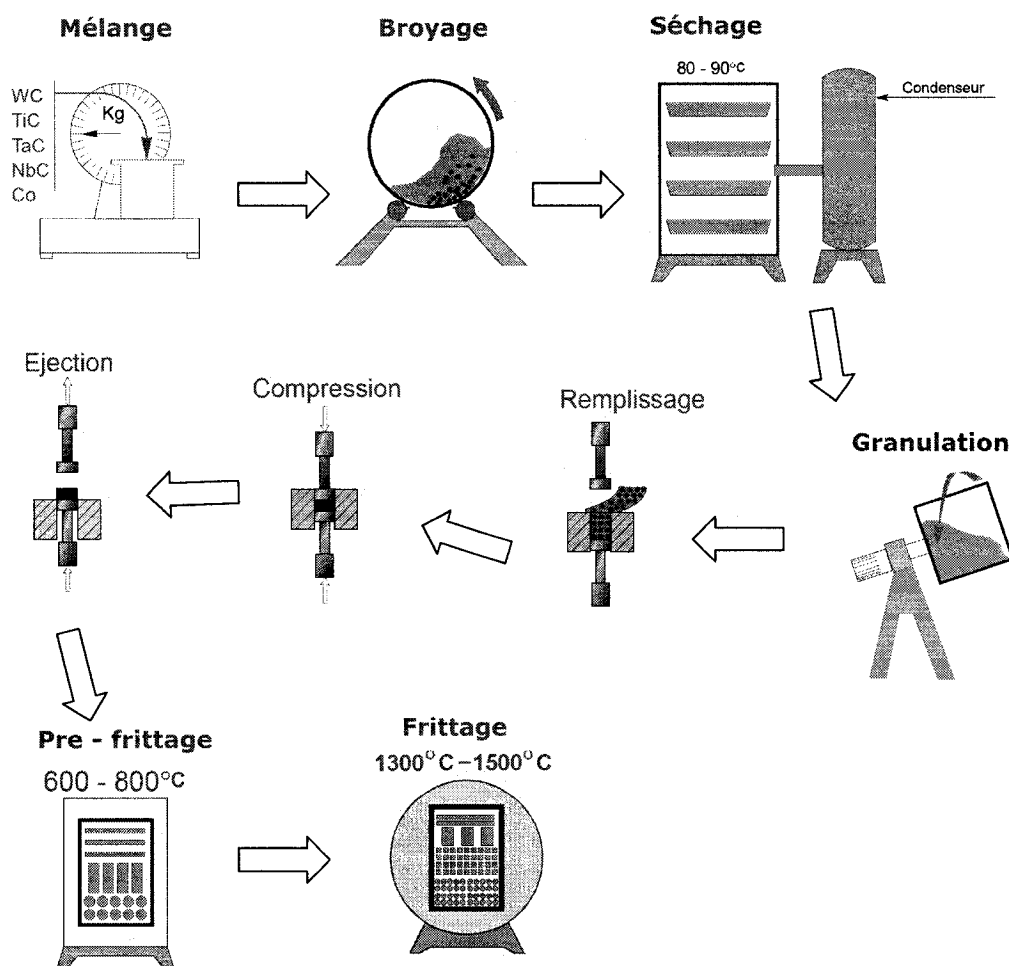 Mélange
Broyage
Séchage
80 - 90°C
Condenseur
WC
TiC
TaC
NbC
Co
Kg
Ejection
Compression
Remplissage
Granulation
Pre - frittage
600 - 800°C
Frittage
1300°C-1500°C